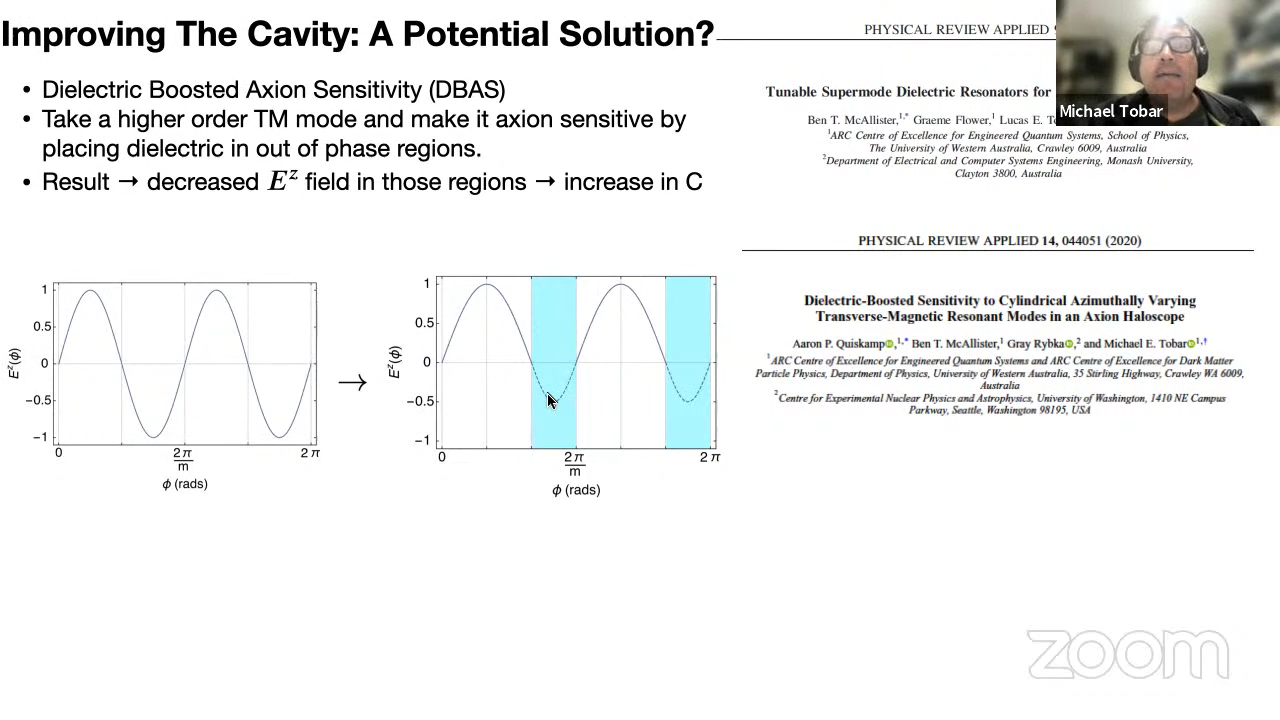 Improving The Cavity: A Potential Solution?
• Dielectric Boosted Axion Sensitivity (DBAS)
• Take a higher order TM mode and make it axion sensitive by
placing dielectric in out of phase regions.
• Result → decreased E^z field in those regions → increase in C
E^z(ϕ)
1
0.5
0
−0.5
−1
0
2π
m
2π
ϕ (rads)
→
E^z(ϕ)
1
0.5
0
−0.5
−1
0
2π
m
2π
ϕ (rads)
PHYSICAL REVIEW APPLIED
Tunable Supermode Dielectric Resonators for
Ben T. McAllister,1,* Graeme Flower,1 Lucas E.
1ARC Centre of Excellence for Engineered Quantum Systems, School of Physics,
The University of Western Australia, Crawley 6009, Australia
2Department of Electrical and Computer Systems Engineering, Monash University,
Clayton 3800, Australia
Michael Tobar
PHYSICAL REVIEW APPLIED 14, 044051 (2020)
Dielectric-Boosted Sensitivity to Cylindrical Azimuthally Varying
Transverse-Magnetic Resonant Modes in an Axion Haloscope
Aaron P. Quiskamp,1,* Ben T. McAllister,1 Gray Rybka,2 and Michael E. Tobar1,†
1ARC Centre of Excellence for Engineered Quantum Systems and ARC Centre of Excellence for Dark Matter
Particle Physics, Department of Physics, University of Western Australia, 35 Stirling Highway, Crawley WA 6009,
Australia
2Centre for Experimental Nuclear Physics and Astrophysics, University of Washington, 1410 NE Campus
Parkway, Seattle, Washington 98195, USA
zoom